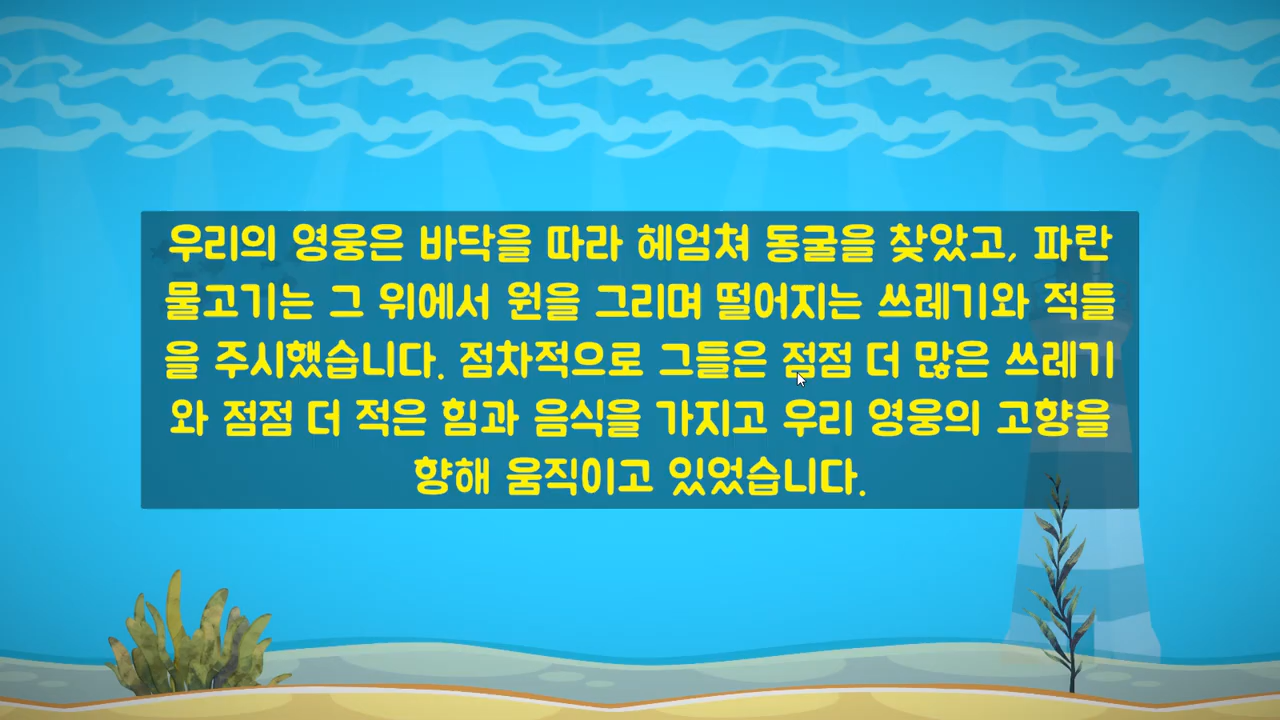 우리의 영웅은 바닥을 따라 헤엄쳐 동굴을 찾았고, 파란
물고기는 그 위에서 원을 그리며 떨어지는 쓰레기와 적들
을 주시했습니다. 점차적으로 그들은 점점 더 많은 쓰레기
와 점점 더 적은 힘과 음식을 가지고 우리 영웅의 고향을
향해 움직이고 있었습니다.